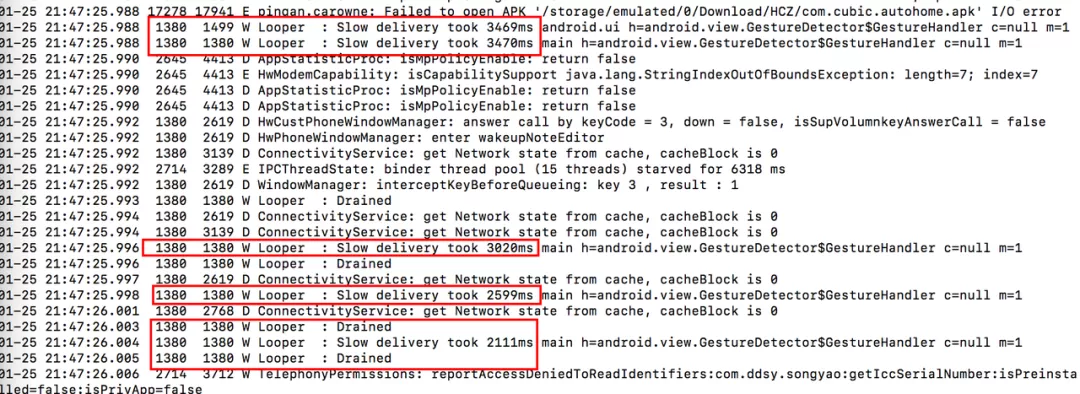 01-25 21:47:25.988 17278 17941 E pingan.carowne: Failed to open APK '/storage/emulated/0/Download/HCZ/com.cubic.autohome.apk' I/O error
01-25 21:47:25.988 1380 1499 W Looper : Slow delivery took 3469ms android.ui h=android.view.GestureDetector$GestureHandler c=null m=1
01-25 21:47:25.988 1380 1380 W Looper : Slow delivery took 3470ms main h=android.view.GestureDetector$GestureHandler c=null m=1
01-25 21:47:25.990 2645 4413 D AppStatisticProc: isMpPolicyEnable: return false
01-25 21:47:25.990 2645 4413 E HwModemCapability: isCapabilitySupport java.lang.StringIndexOutOfBoundsException: length=7; index=7
01-25 21:47:25.990 2645 4413 D AppStatisticProc: isMpPolicyEnable: return false
01-25 21:47:25.990 2645 4413 D AppStatisticProc: isMpPolicyEnable: return false
01-25 21:47:25.992 1380 2619 D HwCustPhoneWindowManager: answer call by keyCode = 3, down = false, isSupVolumnkeyAnswerCall = false
01-25 21:47:25.992 1380 2619 D HwPhoneWindowManager: enter wakeupNoteEditor
01-25 21:47:25.992 1380 3139 D ConnectivityService: get Network state from cache, cacheBlock is 0
01-25 21:47:25.992 2714 3289 E IPCThreadState: binder thread pool (15 threads) starved for 6318 ms
01-25 21:47:25.992 1380 2619 D WindowManager: interceptKeyBeforeQueueing: key 3 , result : 1
01-25 21:47:25.993 1380 1380 W Looper : Drained
01-25 21:47:25.994 1380 2619 D ConnectivityService: get Network state from cache, cacheBlock is 0
01-25 21:47:25.994 1380 3139 D ConnectivityService: get Network state from cache, cacheBlock is 0
01-25 21:47:25.996 1380 1380 W Looper : Slow delivery took 3020ms main h=android.view.GestureDetector$GestureHandler c=null m=1
01-25 21:47:25.996 1380 1380 W Looper : Drained
01-25 21:47:25.997 1380 2619 D ConnectivityService: get Network state from cache, cacheBlock is 0
01-25 21:47:25.998 1380 1380 W Looper : Slow delivery took 2599ms main h=android.view.GestureDetector$GestureHandler c=null m=1
01-25 21:47:26.001 1380 2768 D ConnectivityService: get Network state from cache, cacheBlock is 0
01-25 21:47:26.003 1380 1380 W Looper : Drained
01-25 21:47:26.004 1380 1380 W Looper : Slow delivery took 2111ms main h=android.view.GestureDetector$GestureHandler c=null m=1
01-25 21:47:26.005 1380 1380 W Looper : Drained
01-25 21:47:26.006 2714 3712 W TelephonyPermissions: reportAccessDeniedToReadIdentifiers:com.ddsy.songyao:getIccSerialNumber:isPreinsta
lled=false:isPrivApp=false